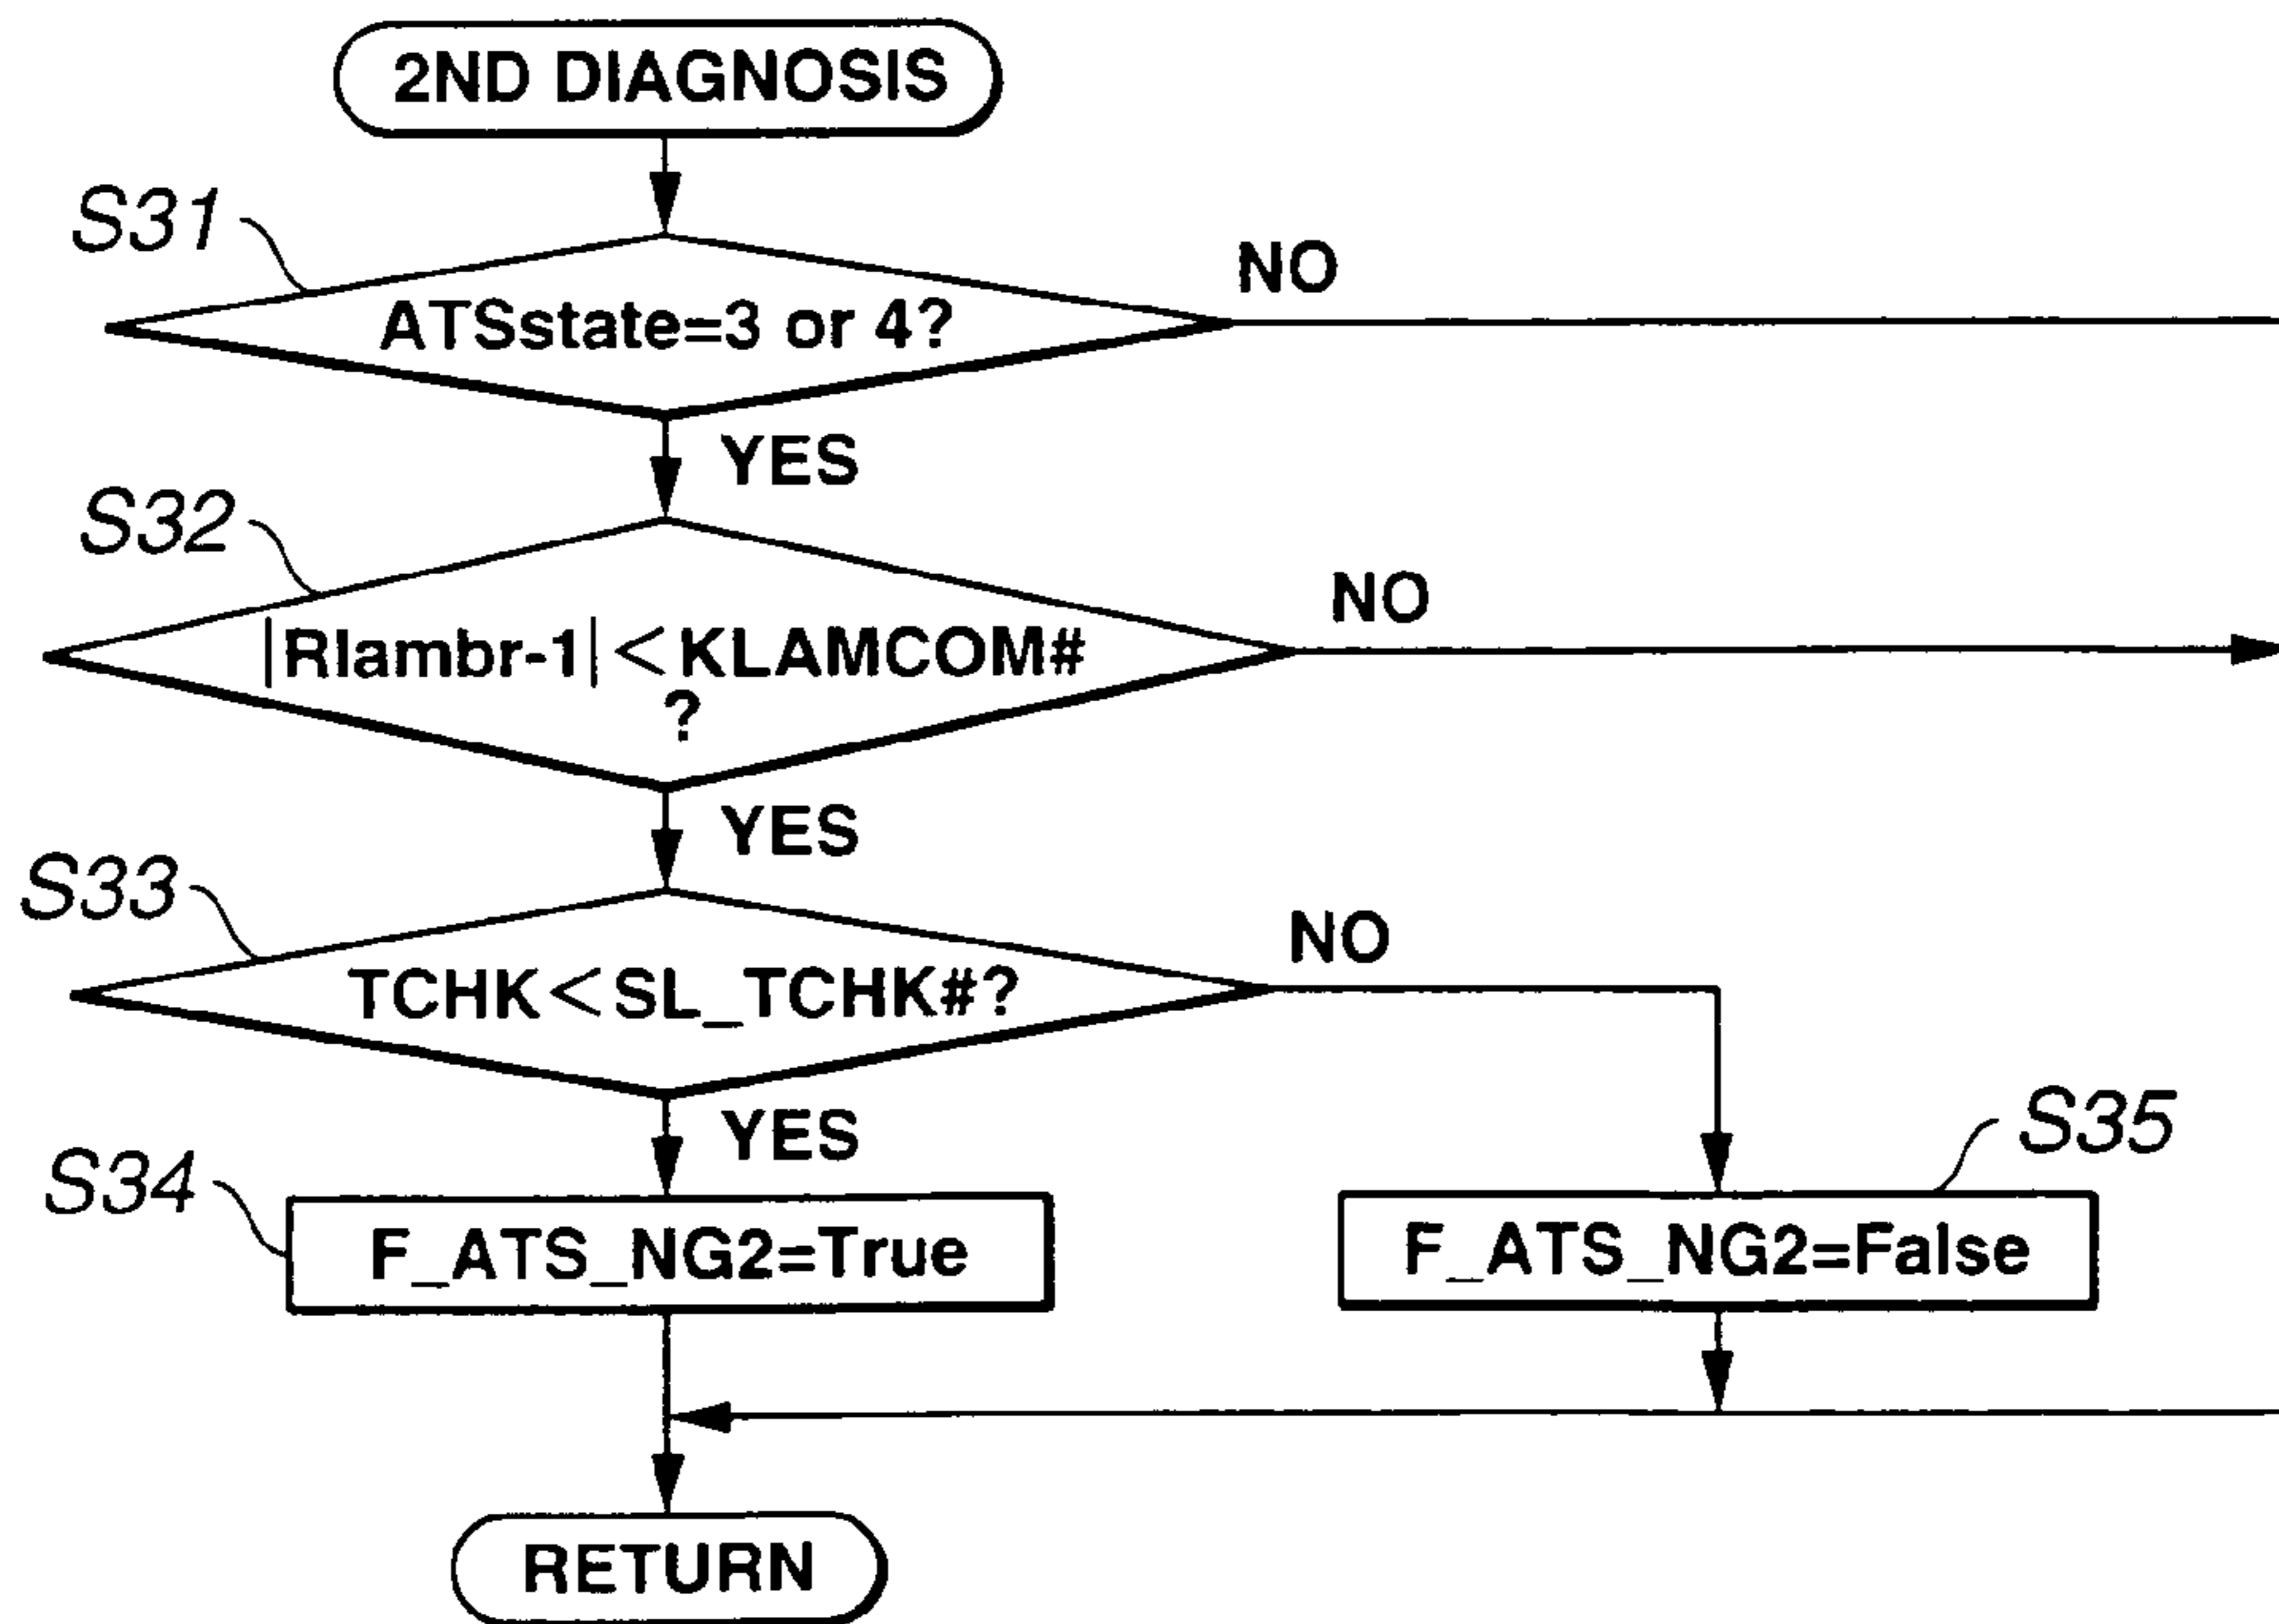 2ND DIAGNOSIS
S31
ATSstate=3 or 4?
NO
YES
S32
|Rlambr-1|<KLAMCOM#
?
NO
YES
S33
TCHK<SL_TCHK#?
NO
YES
S34
F_ATS_NG2=True
S35
F_ATS_NG2=False
RETURN